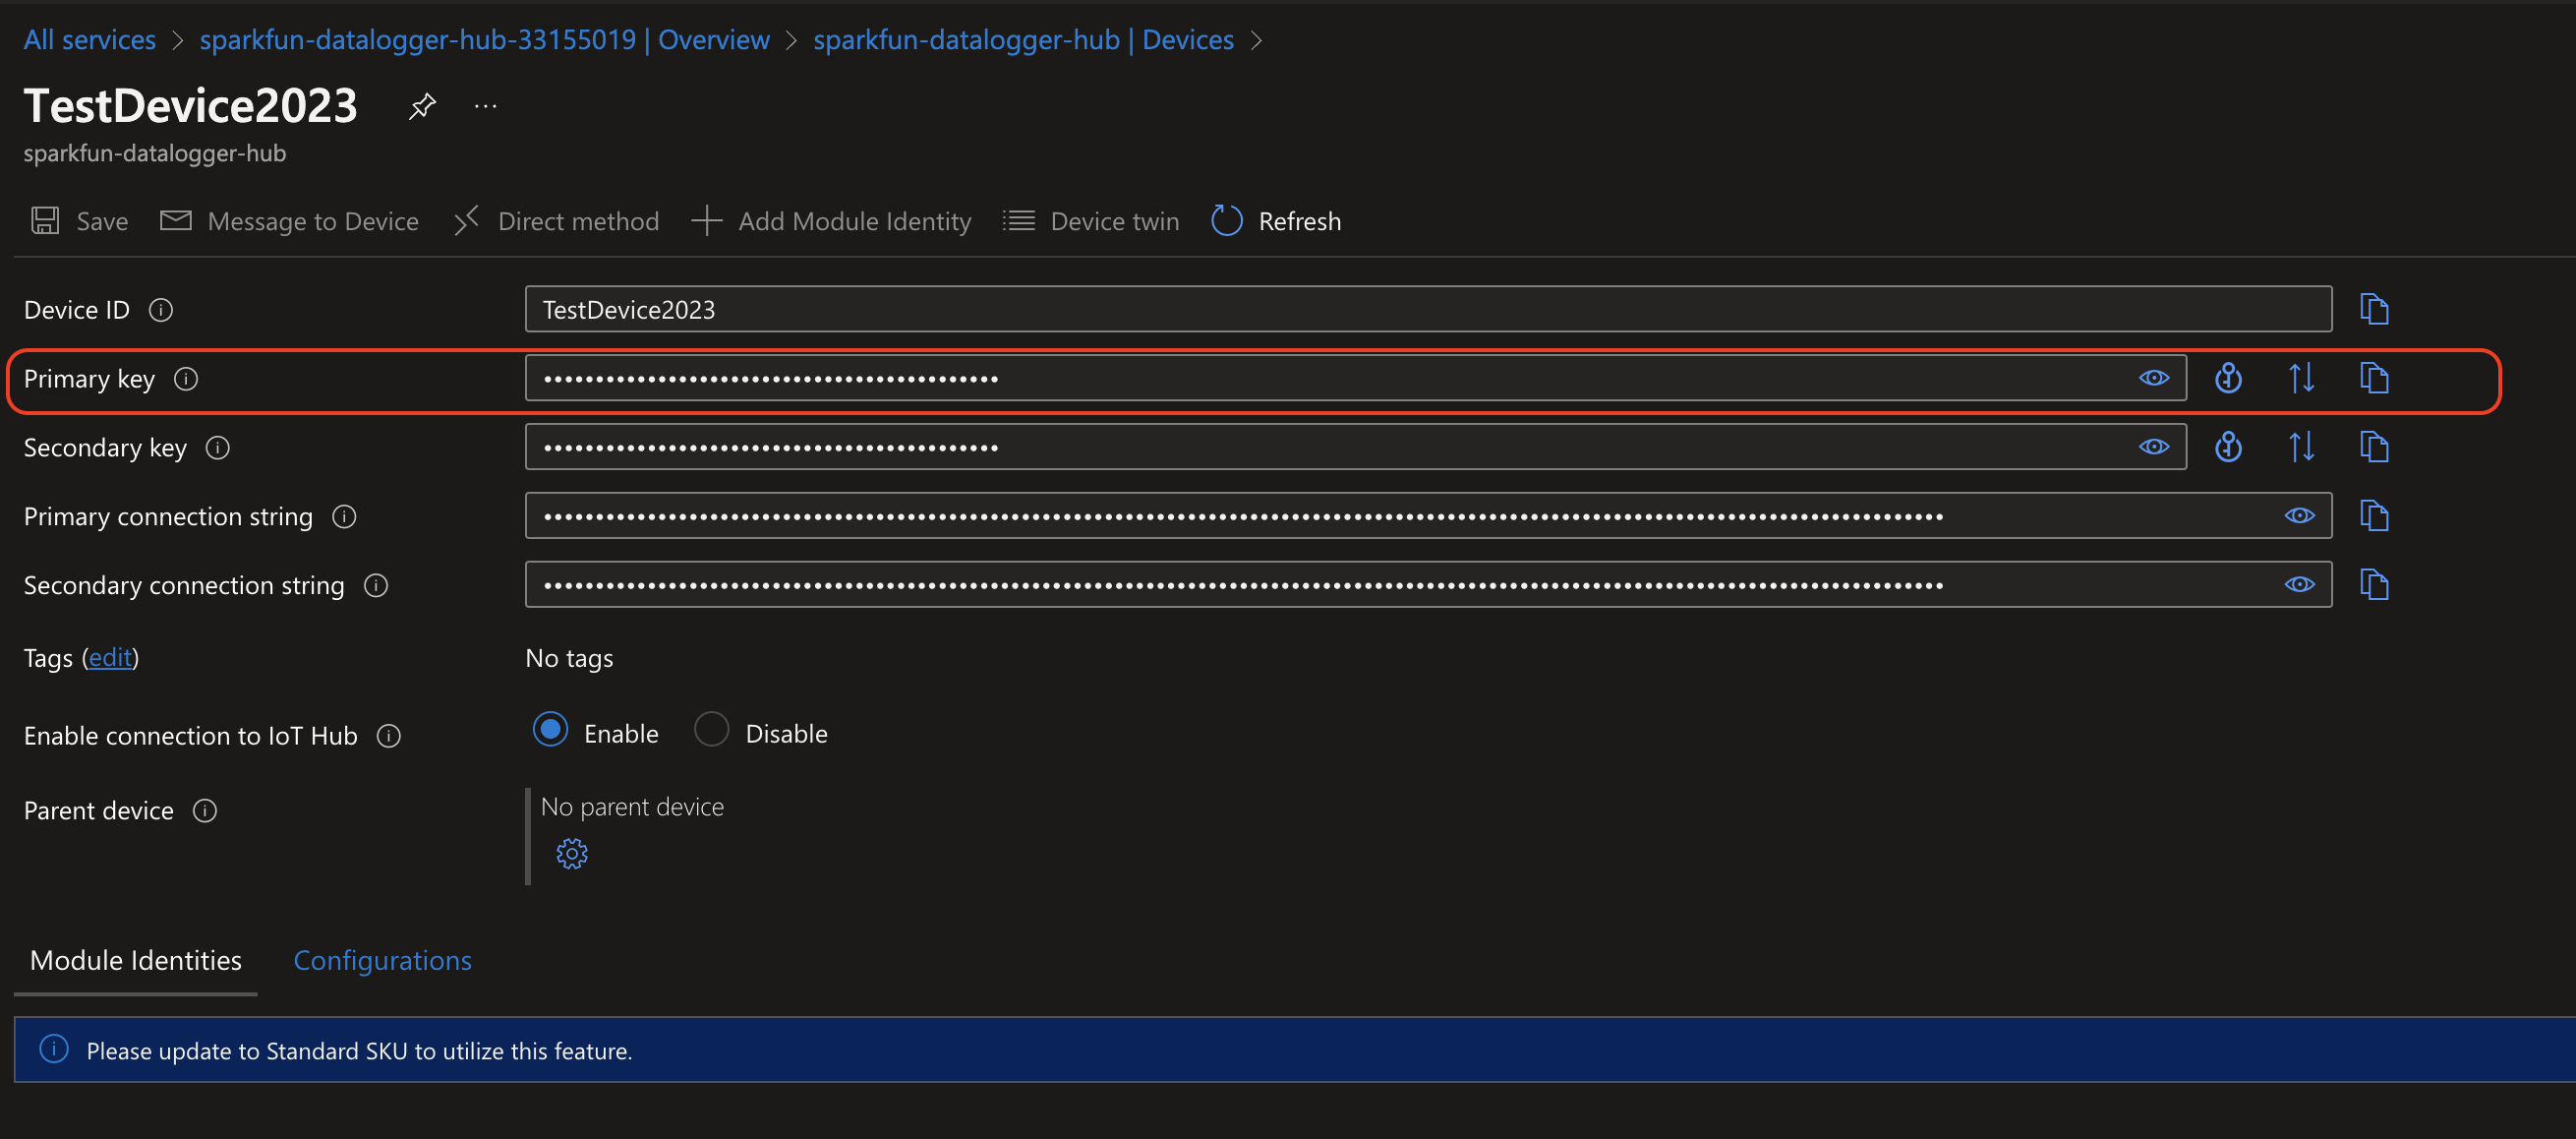 All services > sparkfun-datalogger-hub-33155019 | Overview > sparkfun-datalogger-hub | Devices >
TestDevice2023 ...
sparkfun-datalogger-hub
Save Message to Device Direct method Add Module Identity Device twin Refresh
Device ID TestDevice2023
Primary key ••••••••••••••••••••••••••••••••••••••••••••
Secondary key ••••••••••••••••••••••••••••••••••••••••••••
Primary connection string
Secondary connection string
Tags (edit) No tags
Enable connection to IoT Hub Enable Disable
Parent device No parent device
Module Identities Configurations
Please update to Standard SKU to utilize this feature.